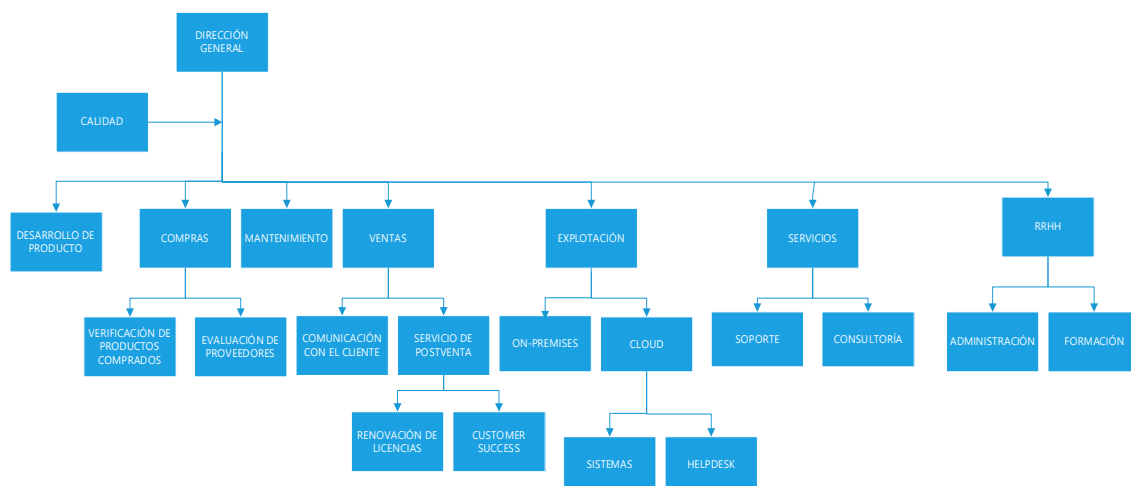 DIRECCIÓN
GENERAL
CALIDAD
DESARROLLO DE
PRODUCTO
COMPRAS
MANTENIMIENTO
VENTAS
EXPLOTACIÓN
SERVICIOS
RRHH
VERIFICACIÓN DE
PRODUCTOS
COMPRADOS
EVALUACIÓN DE
PROVEEDORES
COMUNICACIÓN
CON EL CLIENTE
SERVICIO DE
POSTVENTA
ON-PREMISES
CLOUD
SOPORTE
CONSULTORÍA
ADMINISTRACIÓN
FORMACIÓN
RENOVACIÓN DE
LICENCIAS
CUSTOMER
SUCCESS
SISTEMAS
HELPDESK